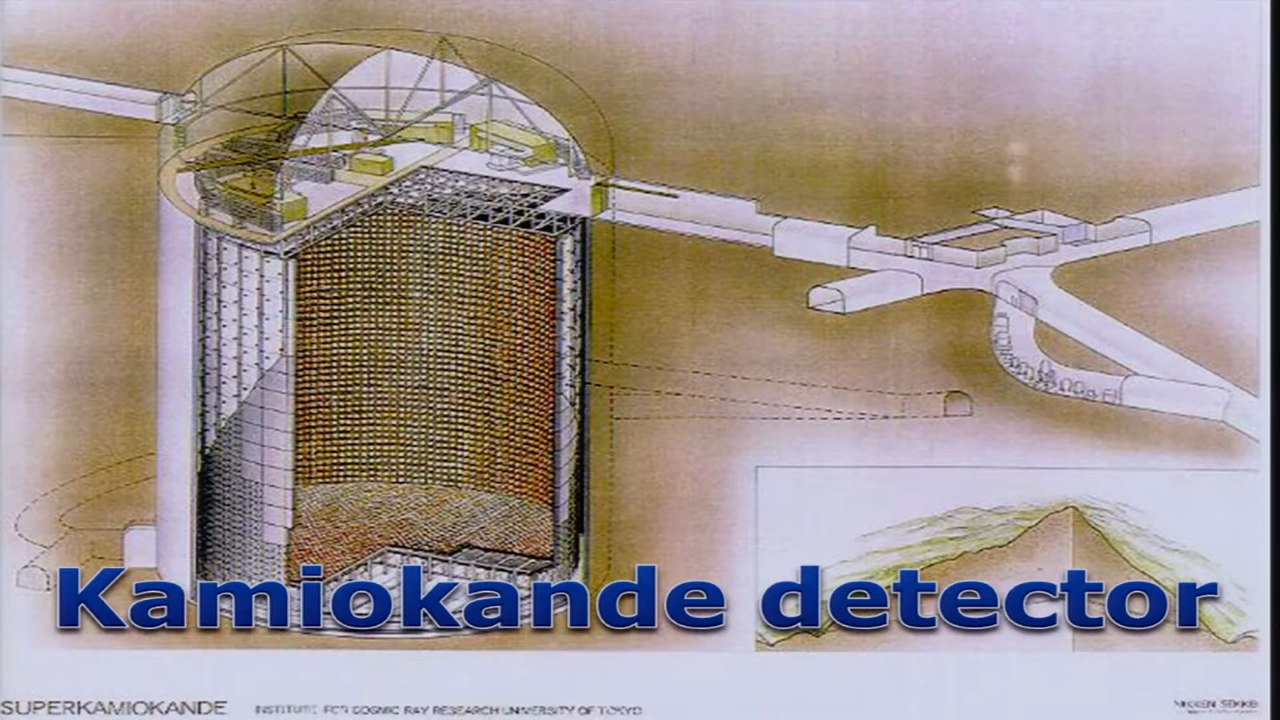 Kamiokande detector
SUPERKAMIOKANDE INSTITUTE FOR COSMIC RAY RESEARCH UNIVERSITY OF TOKYO NIKKEN SEKKEI